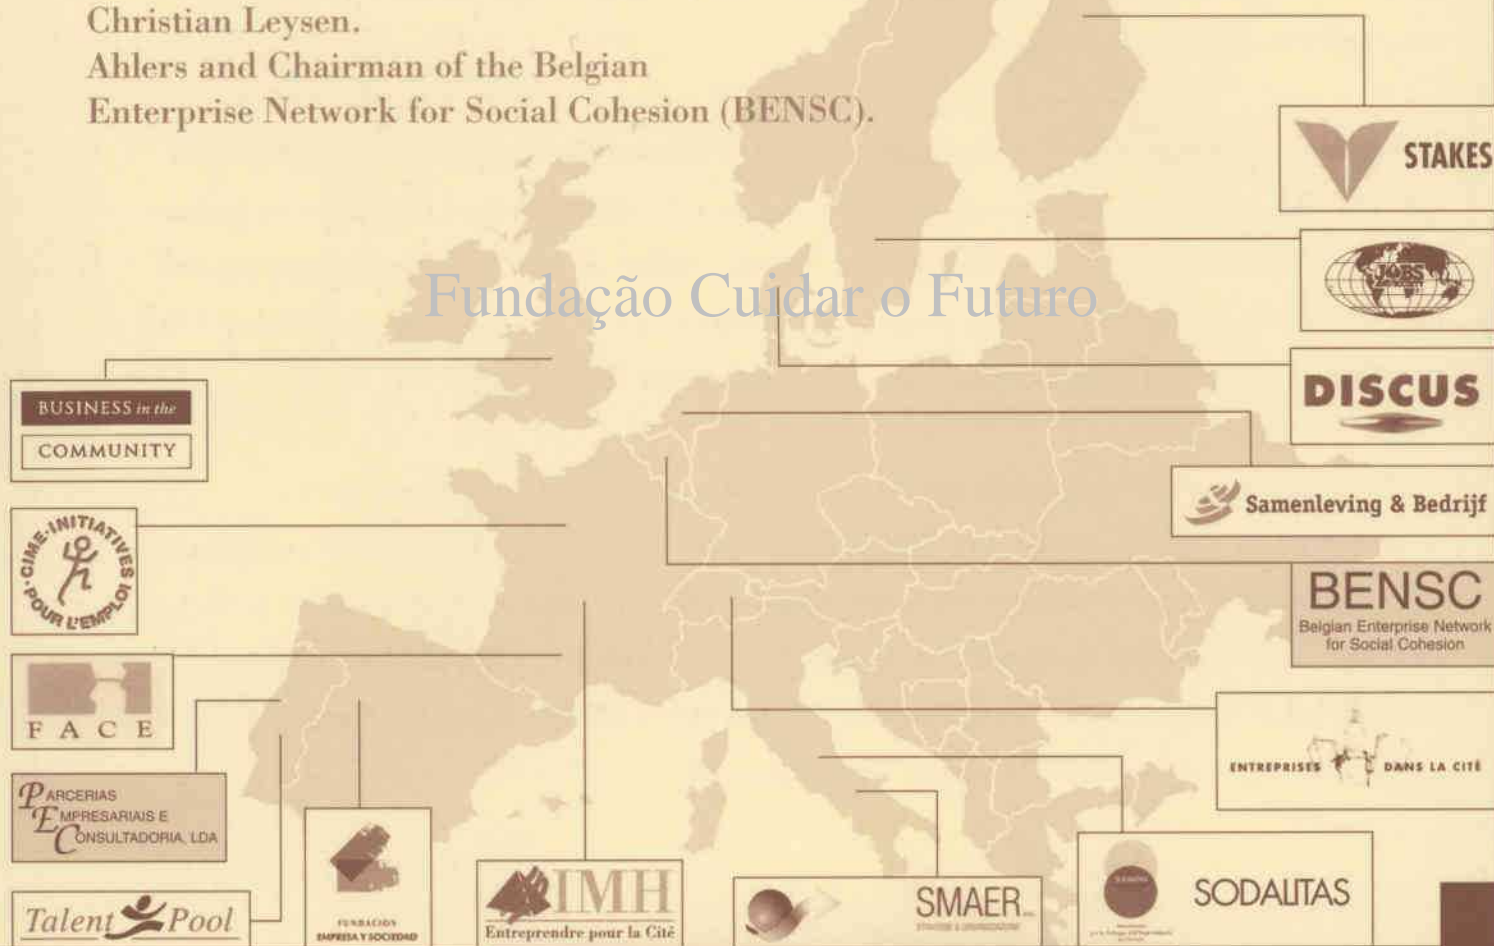 Christian Leysen.
Ahlers and Chairman of the Belgian
Enterprise Network for Social Cohesion (BENSC).
STAKES
Fundação Cuidar o Futuro
JOBS
BUSINESS in the
COMMUNITY
DISCUS
Samenleving & Bedrijf
CIME·INITIATIVES
POUR L'EMPLOI
BENSC
Belgian Enterprise Network
for Social Cohesion
FACE
ENTREPRISES DANS LA CITÉ
PARCERIAS
EMPRESARIAIS E
CONSULTADORIA, LDA
FUNDACION
EMPRESA Y SOCIEDAD
IMH
Entreprendre pour la Cité
SMAER
SODALITAS
Talent Pool